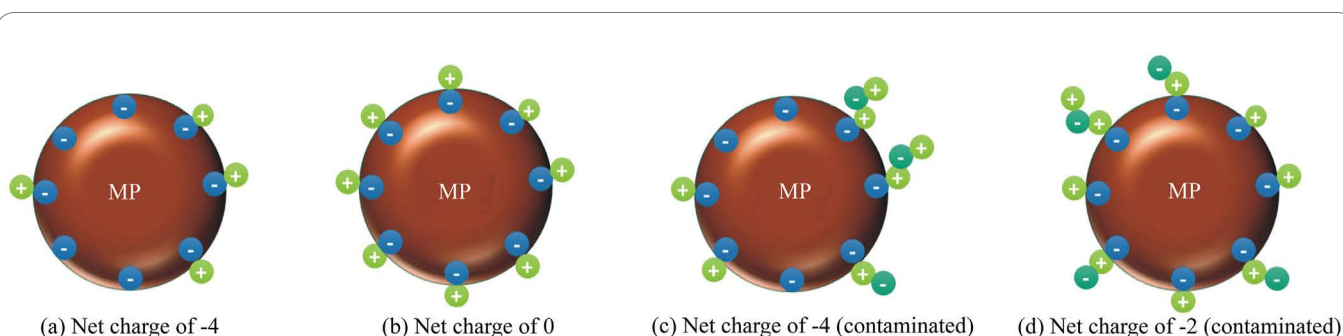 MP
MP
MP
MP
(a) Net charge of -4
(b) Net charge of 0
(c) Net charge of -4 (contaminated)
(d) Net charge of -2 (contaminated)